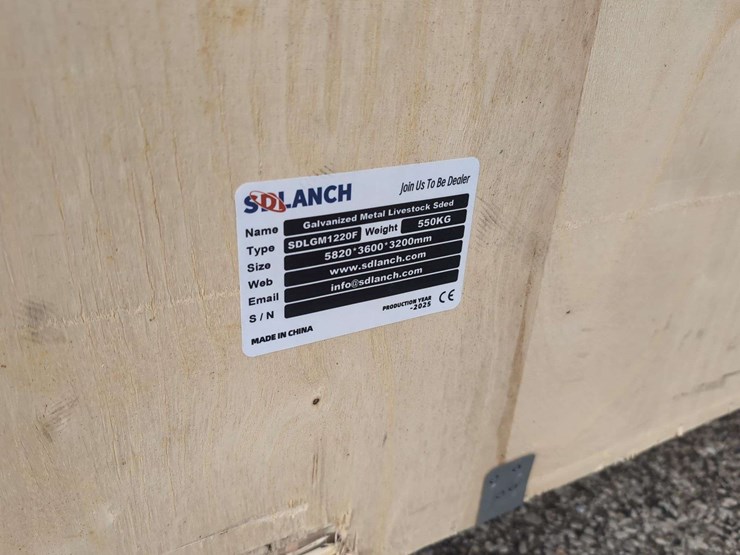 SDLANCH Join Us To Be Dealer
Name Galvanized Metal Livestock Sded
Type SDLGM1220F Weight 550KG
Size 5820*3600*3200mm
Web www.sdlanch.com
Email info@sdlanch.com
S / N
PRODUCTION YEAR
-2025 CE
MADE IN CHINA